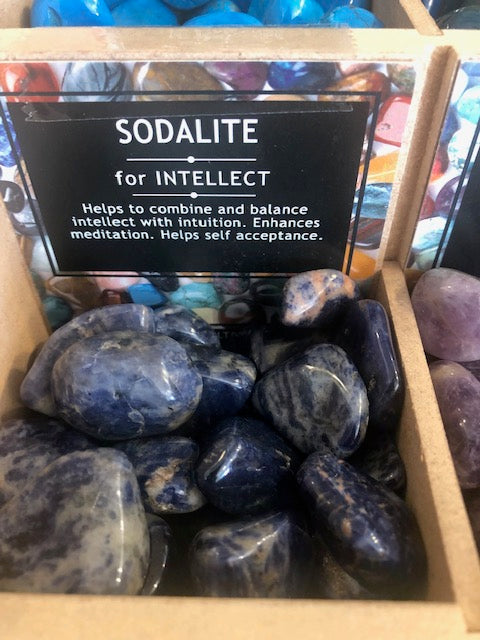 SODALITE
for INTELLECT
Helps to combine and balance
intellect with intuition. Enhances
meditation. Helps self acceptance.